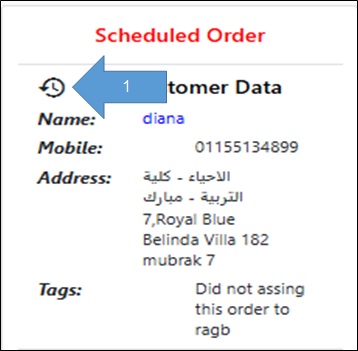 Scheduled Order
1
tomer Data
Name: diana
Mobile: 01155134899
Address: الاحياء - كلية
التربية - مبارك
7,Royal Blue
Belinda Villa 182
mubrak 7
Tags: Did not assing
this order to
ragb